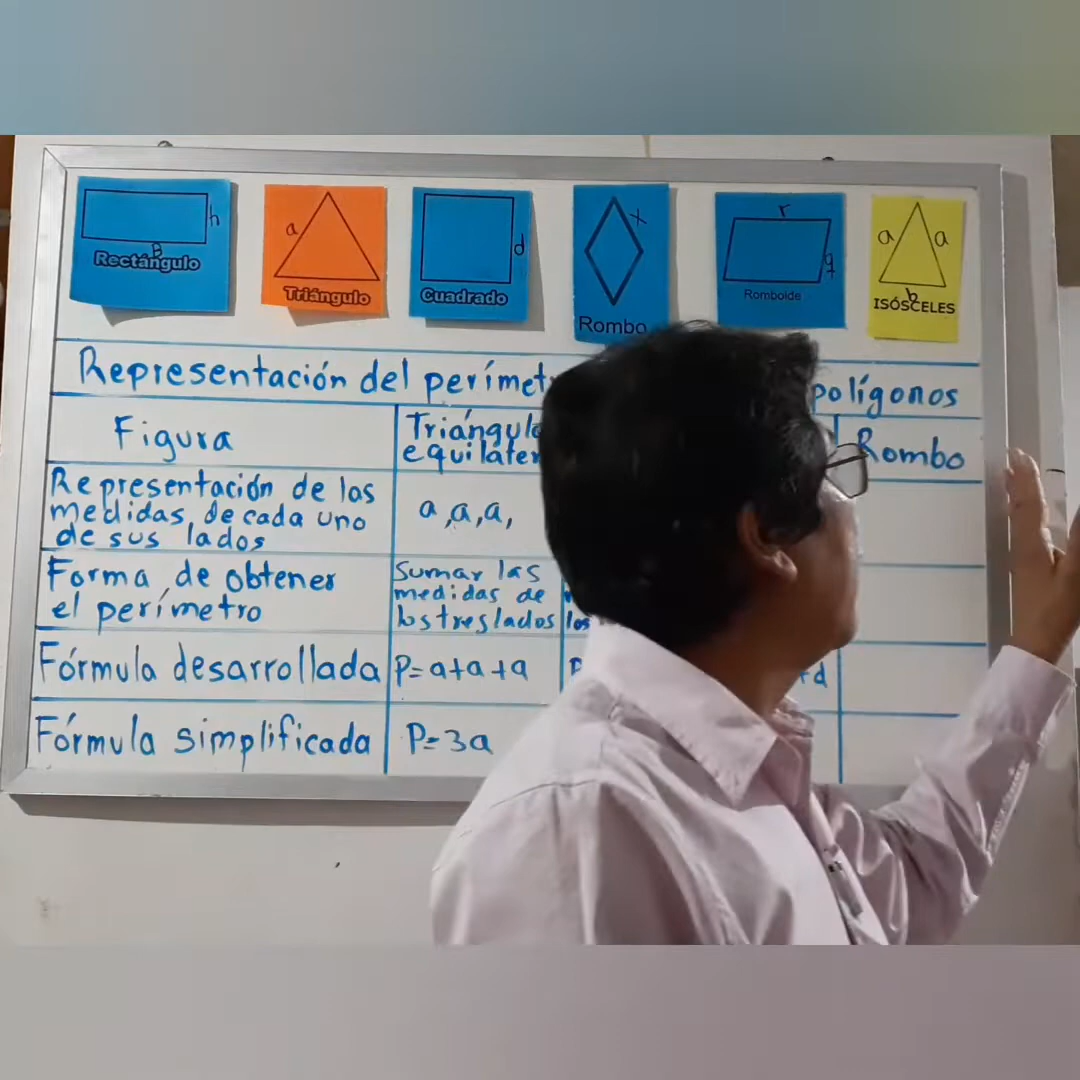 h
B
Rectángulo
a
Triángulo
d
Cuadrado
x
Rombo
r
q
Romboide
a a
b
ISÓSCELES
Representación del perímet polígonos
Figura
Triángulo
equiláter
Rombo
Representación de las
medidas, de cada uno
de sus lados
a, a, a,
Forma de obtener
el perímetro
Sumar las
medidas de
los tres lados
los
Fórmula desarrollada
P=a+a+a
P
+d
Fórmula simplificada
P=3a